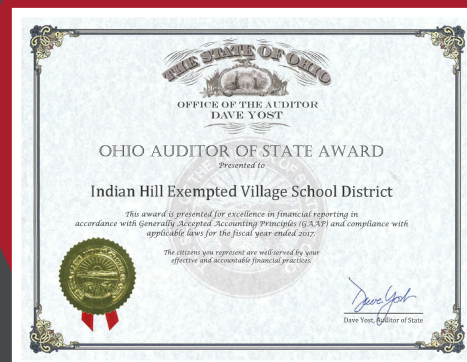 THE STATE OF OHIO
OFFICE OF THE AUDITOR
DAVE YOST
OHIO AUDITOR OF STATE AWARD
Presented to
Indian Hill Exempted Village School District
This award is presented for excellence in financial reporting in
accordance with Generally Accepted Accounting Principles (GAAP) and compliance with
applicable laws for the fiscal year ended 2017.
The citizens you represent are well-served by your
effective and accountable financial practices.
Dave Yost
Dave Yost, Auditor of State